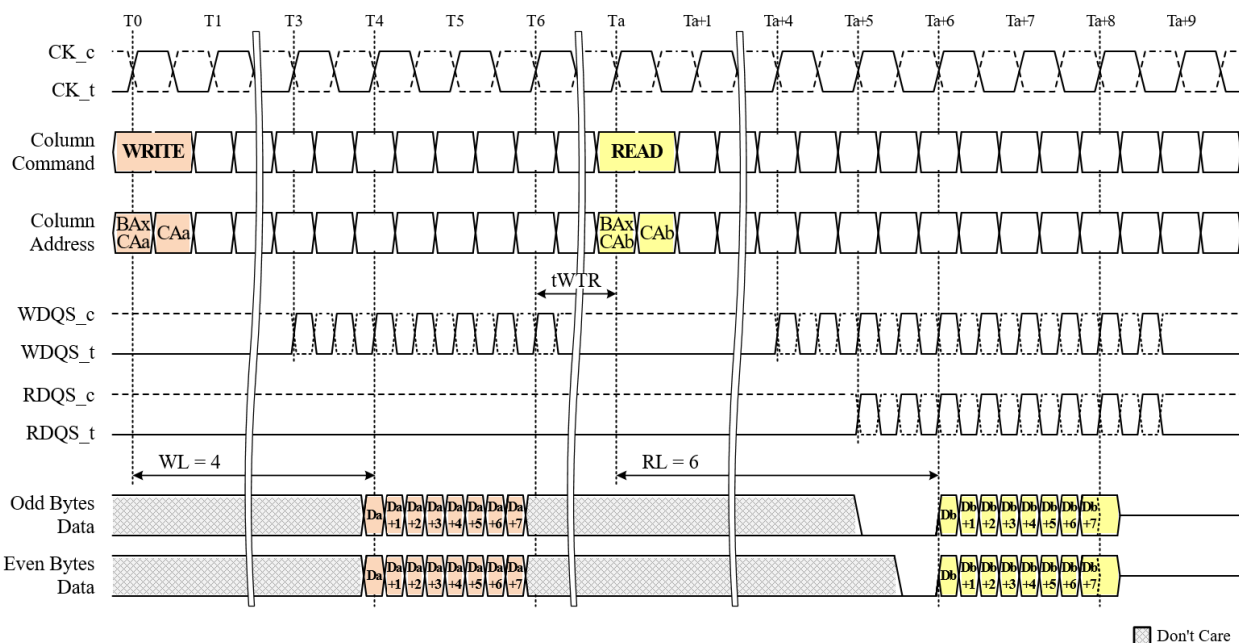 T0 T1 T3 T4 T5 T6 Ta Ta+1 Ta+4 Ta+5 Ta+6 Ta+7 Ta+8 Ta+9
CK_c
CK_t
Column
Command
WRITE READ
Column
Address
BAx
CAa
CAa
BAx
CAb
CAb
tWTR
WDQS_c
WDQS_t
RDQS_c
RDQS_t
WL = 4 RL = 6
Odd Bytes
Data
Da Da+1 Da+2 Da+3 Da+4 Da+5 Da+6 Da+7 Db Db+1 Db+2 Db+3 Db+4 Db+5 Db+6 Db+7
Even Bytes
Data
Da Da+1 Da+2 Da+3 Da+4 Da+5 Da+6 Da+7 Db Db+1 Db+2 Db+3 Db+4 Db+5 Db+6 Db+7
Don't Care